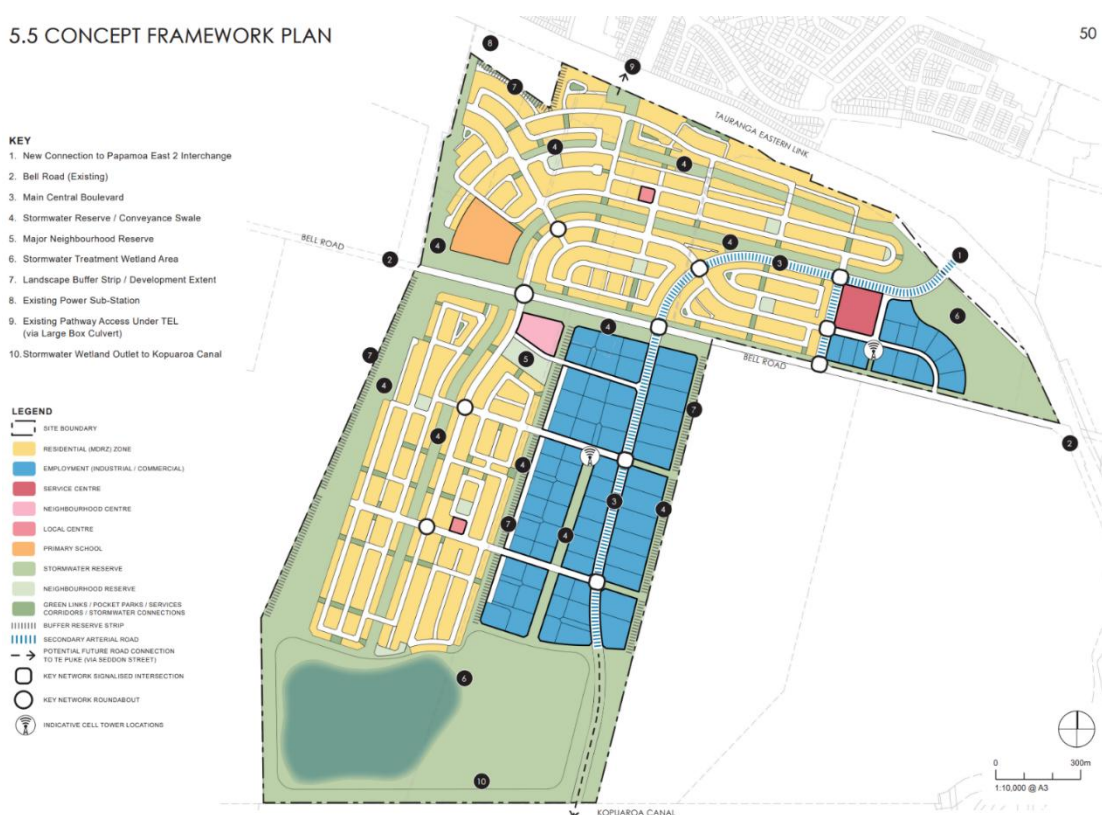 5.5 CONCEPT FRAMEWORK PLAN
50
KEY
1. New Connection to Papamoa East 2 Interchange
2. Bell Road (Existing)
3. Main Central Boulevard
4. Stormwater Reserve / Conveyance Swale
5. Major Neighbourhood Reserve
6. Stormwater Treatment Wetland Area
7. Landscape Buffer Strip / Development Extent
8. Existing Power Sub-Station
9. Existing Pathway Access Under TEL
(via Large Box Culvert)
10. Stormwater Wetland Outlet to Kopuaroa Canal
LEGEND
SITE BOUNDARY
RESIDENTIAL (MDRZ) ZONE
EMPLOYMENT (INDUSTRIAL / COMMERCIAL)
SERVICE CENTRE
NEIGHBOURHOOD CENTRE
LOCAL CENTRE
PRIMARY SCHOOL
STORMWATER RESERVE
NEIGHBOURHOOD RESERVE
GREEN LINKS / POCKET PARKS / SERVICES
CORRIDORS / STORMWATER CONNECTIONS
BUFFER RESERVE STRIP
SECONDARY ARTERIAL ROAD
POTENTIAL FUTURE ROAD CONNECTION
TO TE PUKE (VIA SEDDON STREET)
KEY NETWORK SIGNALISED INTERSECTION
KEY NETWORK ROUNDABOUT
INDICATIVE CELL TOWER LOCATIONS
8
9
7
TAURANGA EASTERN LINK
4
4
BELL ROAD
4
4
1
2
3
6
4
7
5
BELL ROAD
4
7
2
4
4
3
4
7
4
6
10
0
300m
1:10,000 @ A3
KOPUAROA CANAL